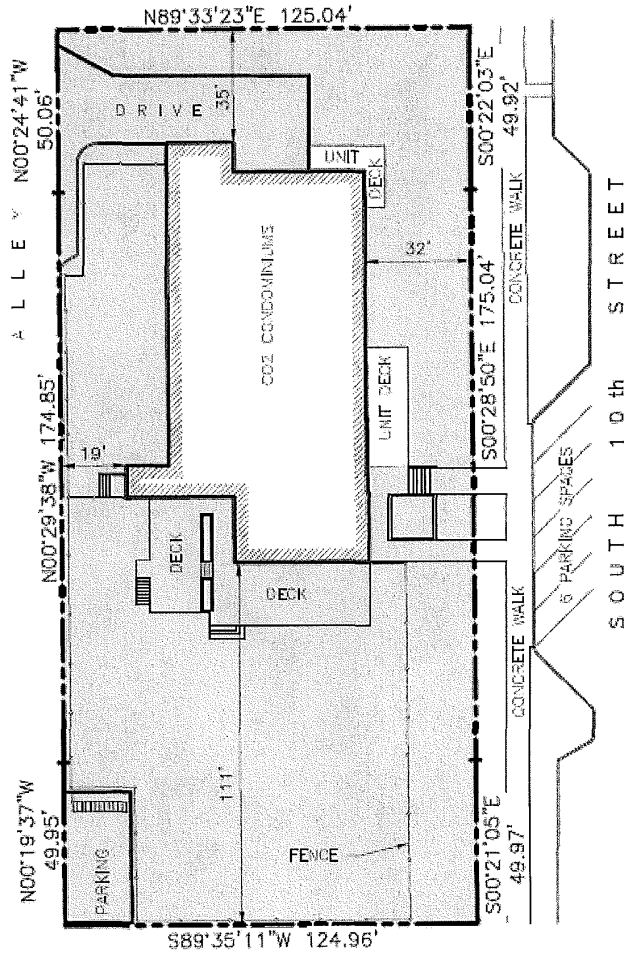 N89°33'23"E 125.04'
N00°24'41"W
50.06'
ALLEY
DRIVE
35'
UNIT
DECK
S00°22'03"E
49.92'
CONCRETE WALK
SOUTH 10th STREET
CO2 CONDOMINIUMS
32'
S00°28'50"E 175.04'
UNIT DECK
N00°29'38"W 174.85'
19'
DECK
DECK
6 PARKING SPACES
CONCRETE WALK
111'
N00°19'37"W
49.95'
PARKING
FENCE
S00°21'05"E
49.97'
S89°35'11"W 124.96'